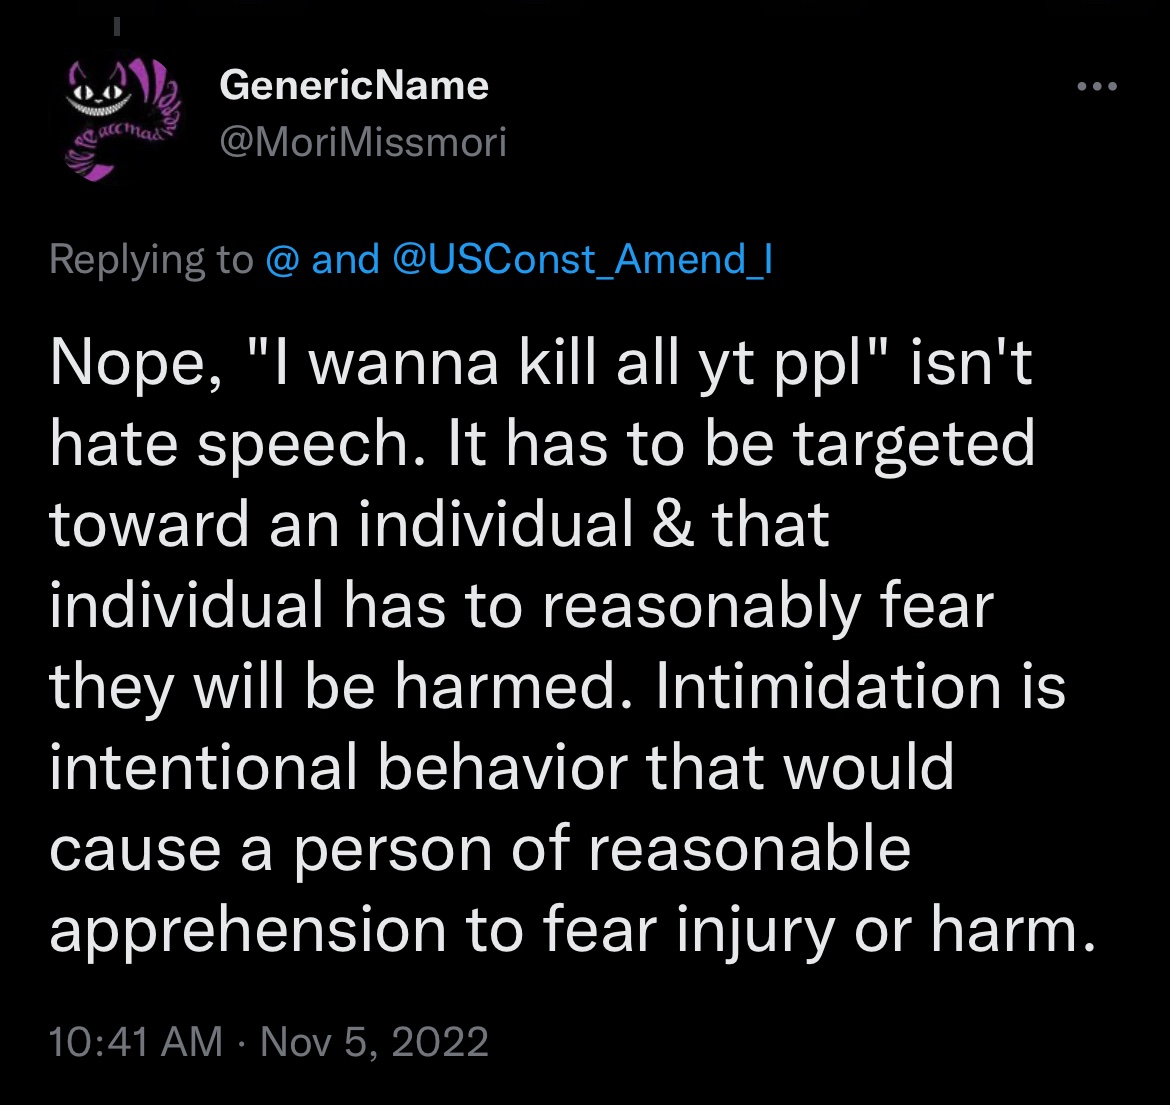 GenericName
@MoriMissmori
Replying to @ and @USConst_Amend_I
Nope, "I wanna kill all yt ppl" isn't
hate speech. It has to be targeted
toward an individual & that
individual has to reasonably fear
they will be harmed. Intimidation is
intentional behavior that would
cause a person of reasonable
apprehension to fear injury or harm.
10:41 AM · Nov 5, 2022